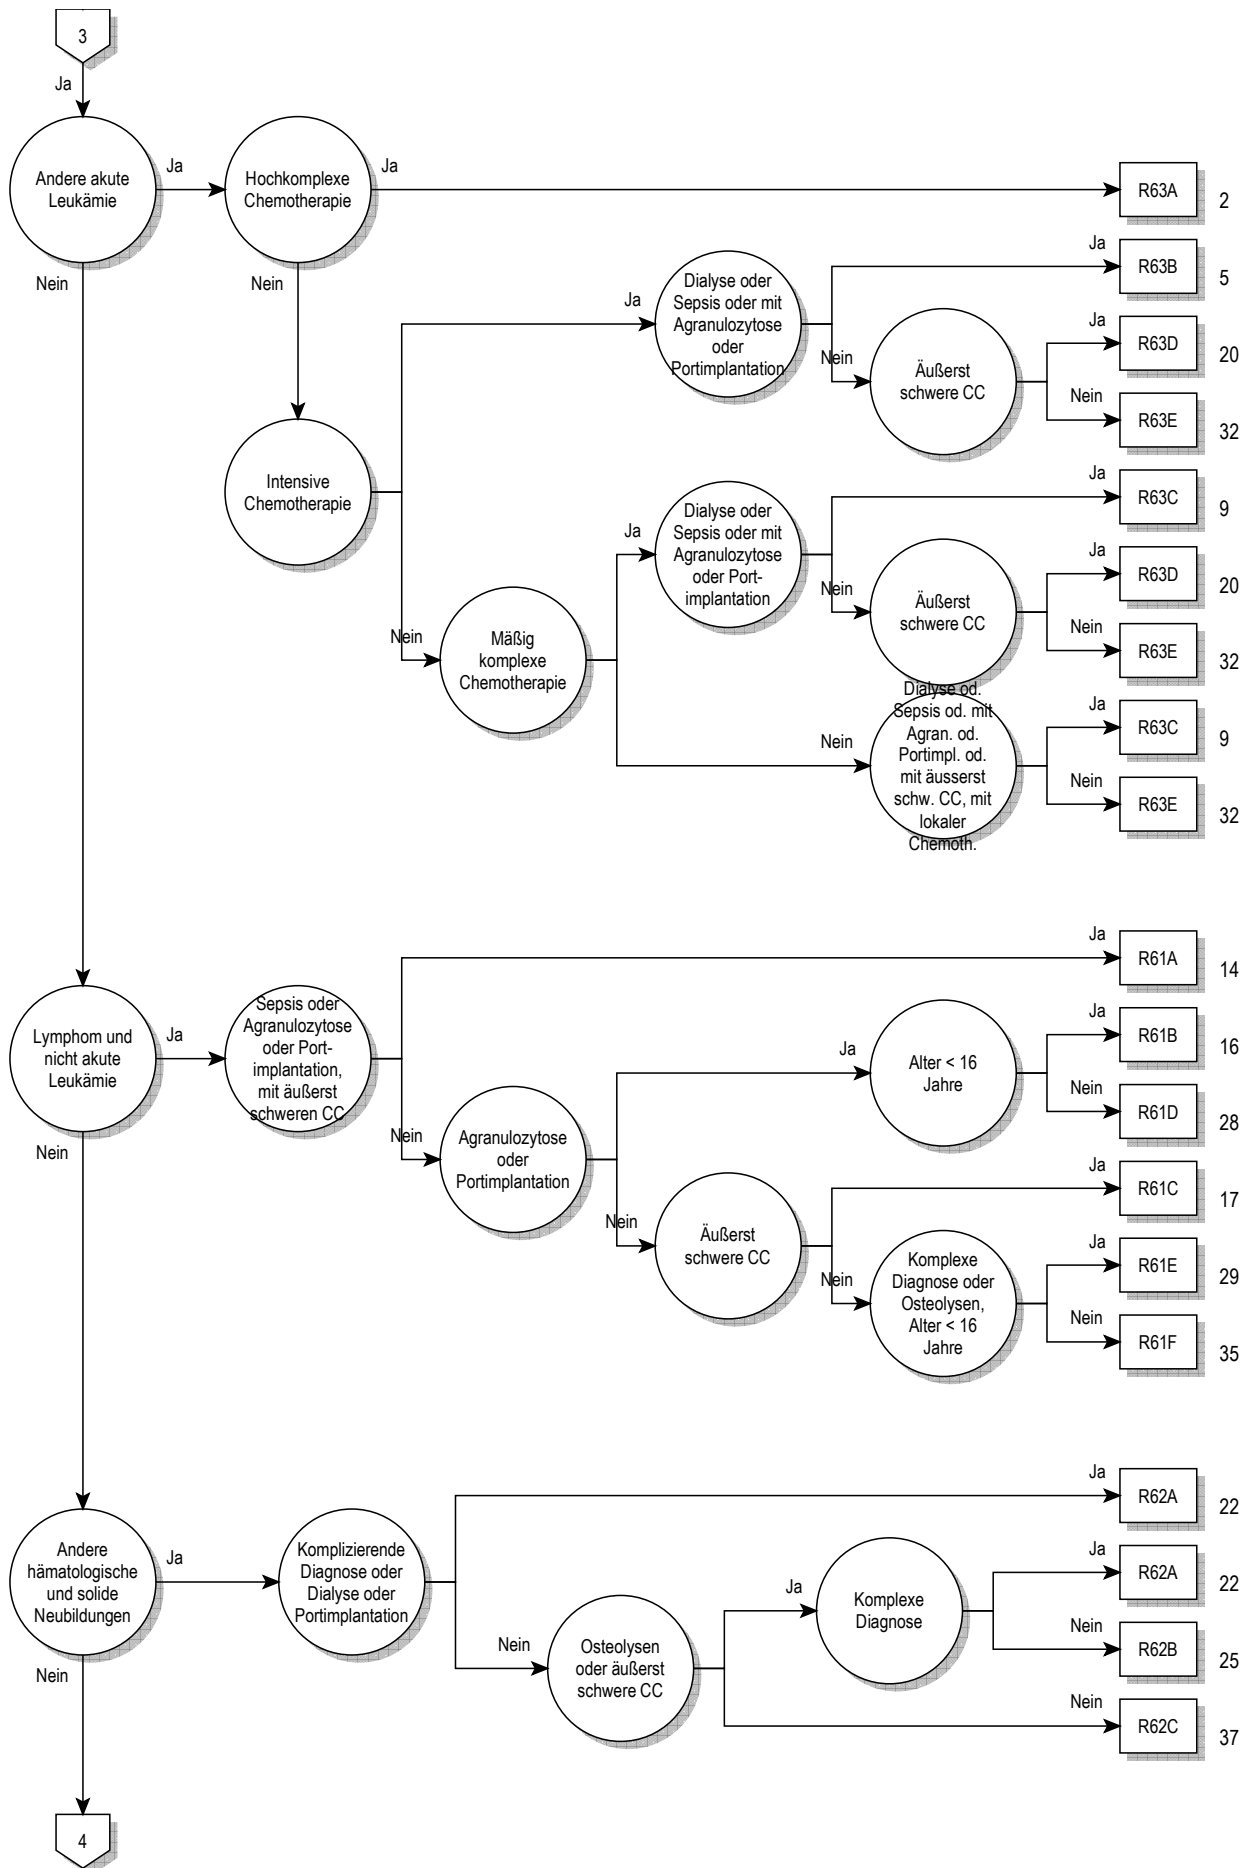 3
Ja
Andere akute
Leukämie
Ja
Hochkomplexe
Chemotherapie
Ja
R63A
2
Nein
Nein
Ja
Dialyse oder
Sepsis oder mit
Agranulozytose
oder
Portimplantation
Ja
R63B
5
Nein
Äußerst
schwere CC
Ja
R63D
20
Nein
R63E
32
Intensive
Chemotherapie
Nein
Mäßig
komplexe
Chemotherapie
Ja
Dialyse oder
Sepsis oder mit
Agranulozytose
oder Port-
implantation
Ja
R63C
9
Nein
Äußerst
schwere CC
Ja
R63D
20
Nein
R63E
32
Nein
Dialyse od.
Sepsis od. mit
Agran. od.
Portimpl. od.
mit äusserst
schw. CC, mit
lokaler
Chemoth.
Ja
R63C
9
Nein
R63E
32
Lymphom und
nicht akute
Leukämie
Ja
Sepsis oder
Agranulozytose
oder Port-
implantation,
mit äußerst
schweren CC
Ja
R61A
14
Nein
Nein
Agranulozytose
oder
Portimplantation
Ja
Alter < 16
Jahre
Ja
R61B
16
Nein
R61D
28
Nein
Äußerst
schwere CC
Ja
R61C
17
Nein
Komplexe
Diagnose oder
Osteolysen,
Alter < 16
Jahre
Ja
R61E
29
Nein
R61F
35
Andere
hämatologische
und solide
Neubildungen
Ja
Komplizierende
Diagnose oder
Dialyse oder
Portimplantation
Ja
R62A
22
Nein
Nein
Osteolysen
oder äußerst
schwere CC
Ja
Komplexe
Diagnose
Ja
R62A
22
Nein
R62B
25
Nein
R62C
37
4